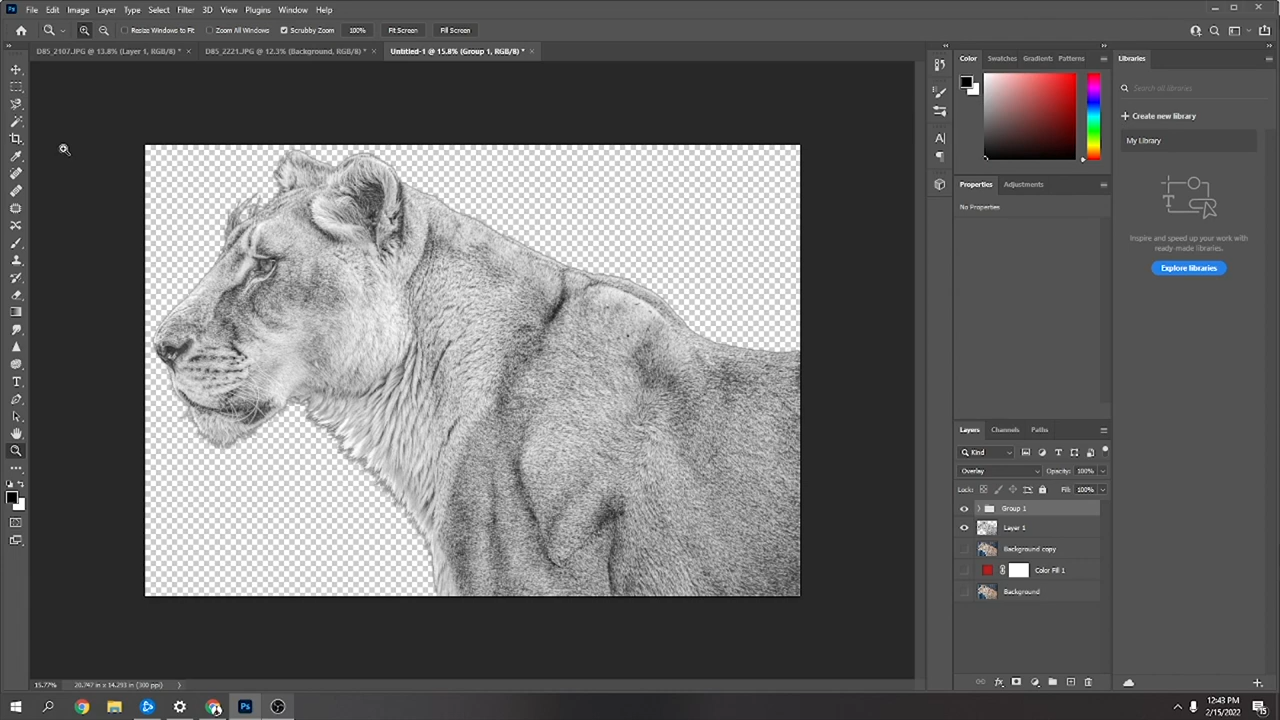 File Edit Image Layer Type Select Filter 3D View Plugins Window Help
Resize Windows to Fit Zoom All Windows Scrubby Zoom 100% Fit Screen Fill Screen
D85_2107.JPG @ 13.8% (Layer 1, RGB/8) * × D85_2221.JPG @ 12.3% (Background, RGB/8) * × Untitled-1 @ 15.8% (Group 1, RGB/8) * ×
Color Swatches Gradients Patterns
Libraries
Search all libraries
Create new library
My Library
Properties Adjustments
No Properties
Inspire and speed up your work with
ready-made libraries.
Explore libraries
Layers Channels Paths
Kind
Overlay Opacity: 100%
Lock: Fill: 100%
Group 1
Layer 1
Background copy
Color Fill 1
Background
15.77% 20.747 in x 14.293 in (300 ppi)
12:43 PM
2/15/2022